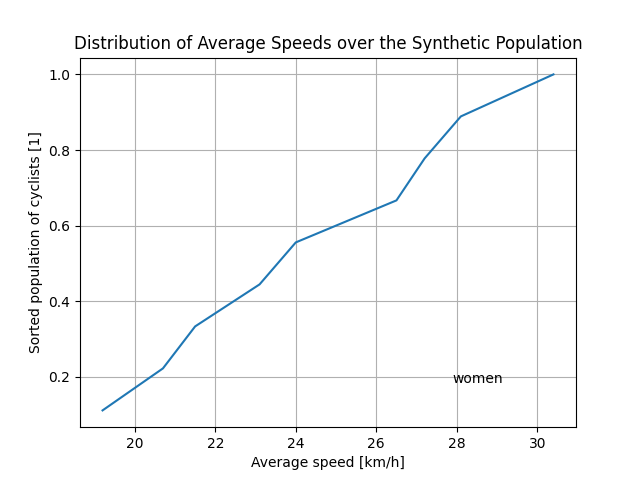 Distribution of Average Speeds over the Synthetic Population
1.0
0.8
0.6
0.4
0.2
Sorted population of cyclists [1]
women
20 22 24 26 28 30
Average speed [km/h]